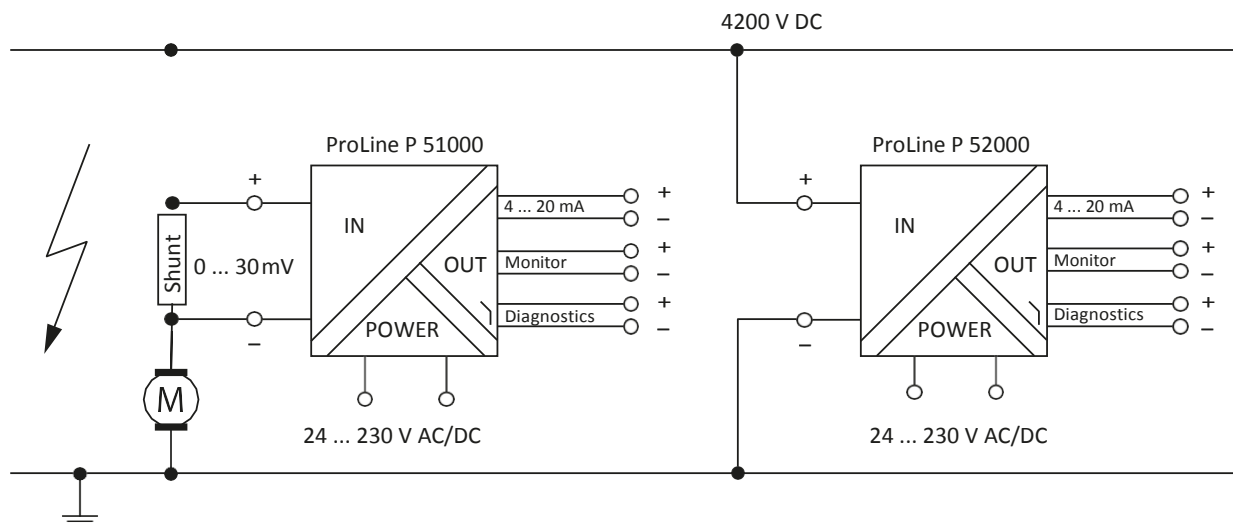 4200 V DC
ProLine P 51000
ProLine P 52000
+
IN
4 ... 20 mA
+
–
Shunt
0 ... 30 mV
OUT
Monitor
+
–
–
POWER
Diagnostics
+
–
M
24 ... 230 V AC/DC
+
IN
4 ... 20 mA
+
–
OUT
Monitor
+
–
–
POWER
Diagnostics
+
–
24 ... 230 V AC/DC